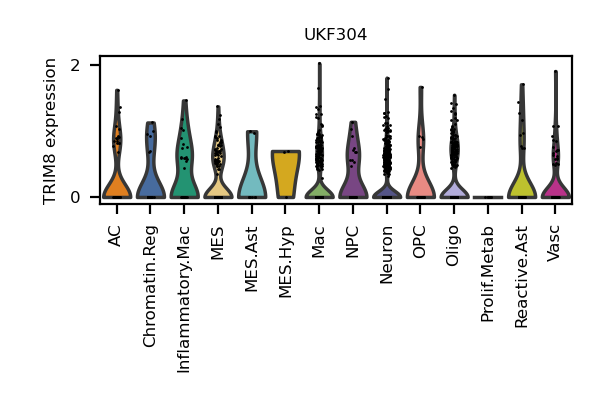 UKF304
TRIM8 expression
2
0
AC
Chromatin.Reg
Inflammatory.Mac
MES
MES.Ast
MES.Hyp
Mac
NPC
Neuron
OPC
Oligo
Prolif.Metab
Reactive.Ast
Vasc